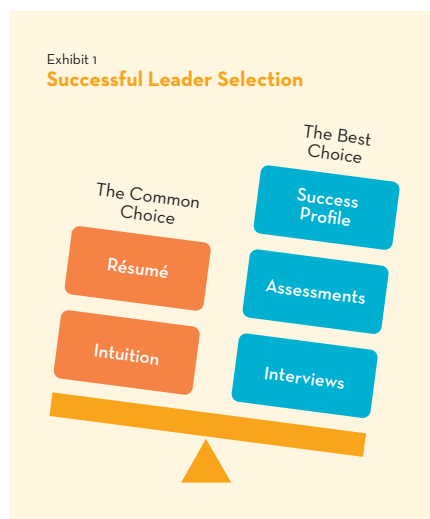 Exhibit 1
Successful Leader Selection
The Common
Choice
Résumé
Intuition
The Best
Choice
Success
Profile
Assessments
Interviews